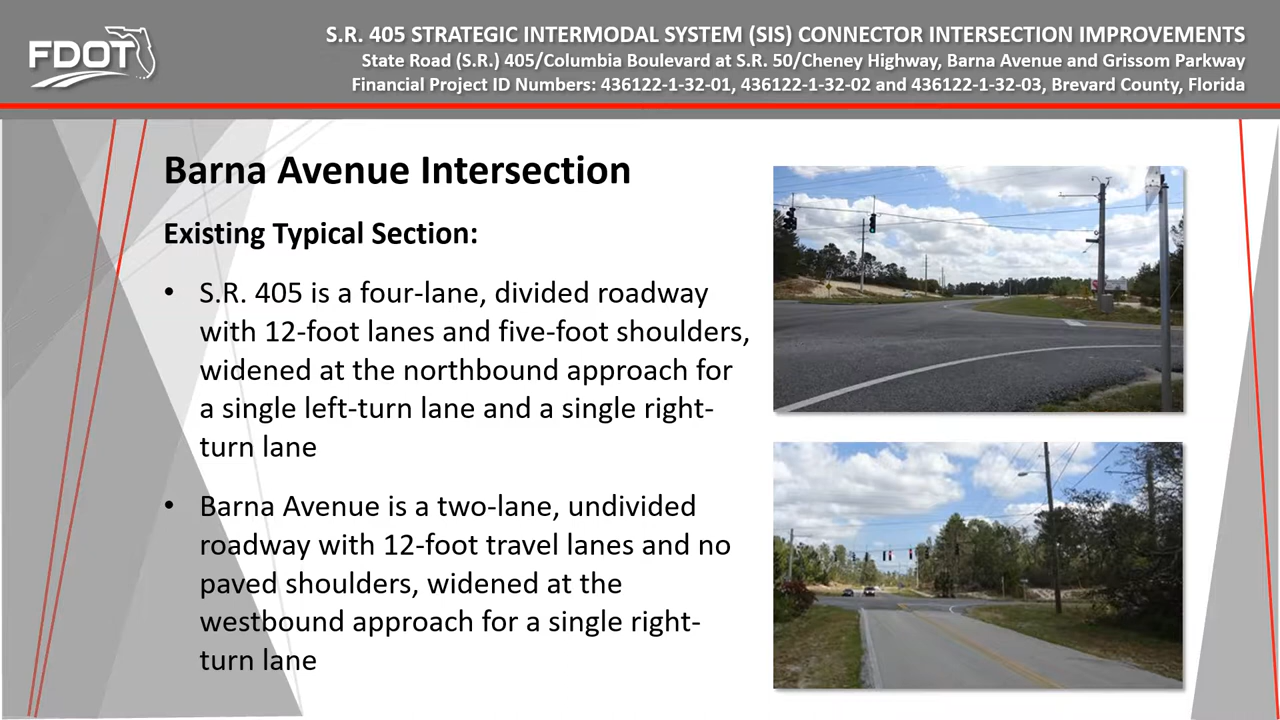 FDOT
S.R. 405 STRATEGIC INTERMODAL SYSTEM (SIS) CONNECTOR INTERSECTION IMPROVEMENTS
State Road (S.R.) 405/Columbia Boulevard at S.R. 50/Cheney Highway, Barna Avenue and Grissom Parkway
Financial Project ID Numbers: 436122-1-32-01, 436122-1-32-02 and 436122-1-32-03, Brevard County, Florida
Barna Avenue Intersection
Existing Typical Section:
• S.R. 405 is a four-lane, divided roadway
with 12-foot lanes and five-foot shoulders,
widened at the northbound approach for
a single left-turn lane and a single right-
turn lane
• Barna Avenue is a two-lane, undivided
roadway with 12-foot travel lanes and no
paved shoulders, widened at the
westbound approach for a single right-
turn lane